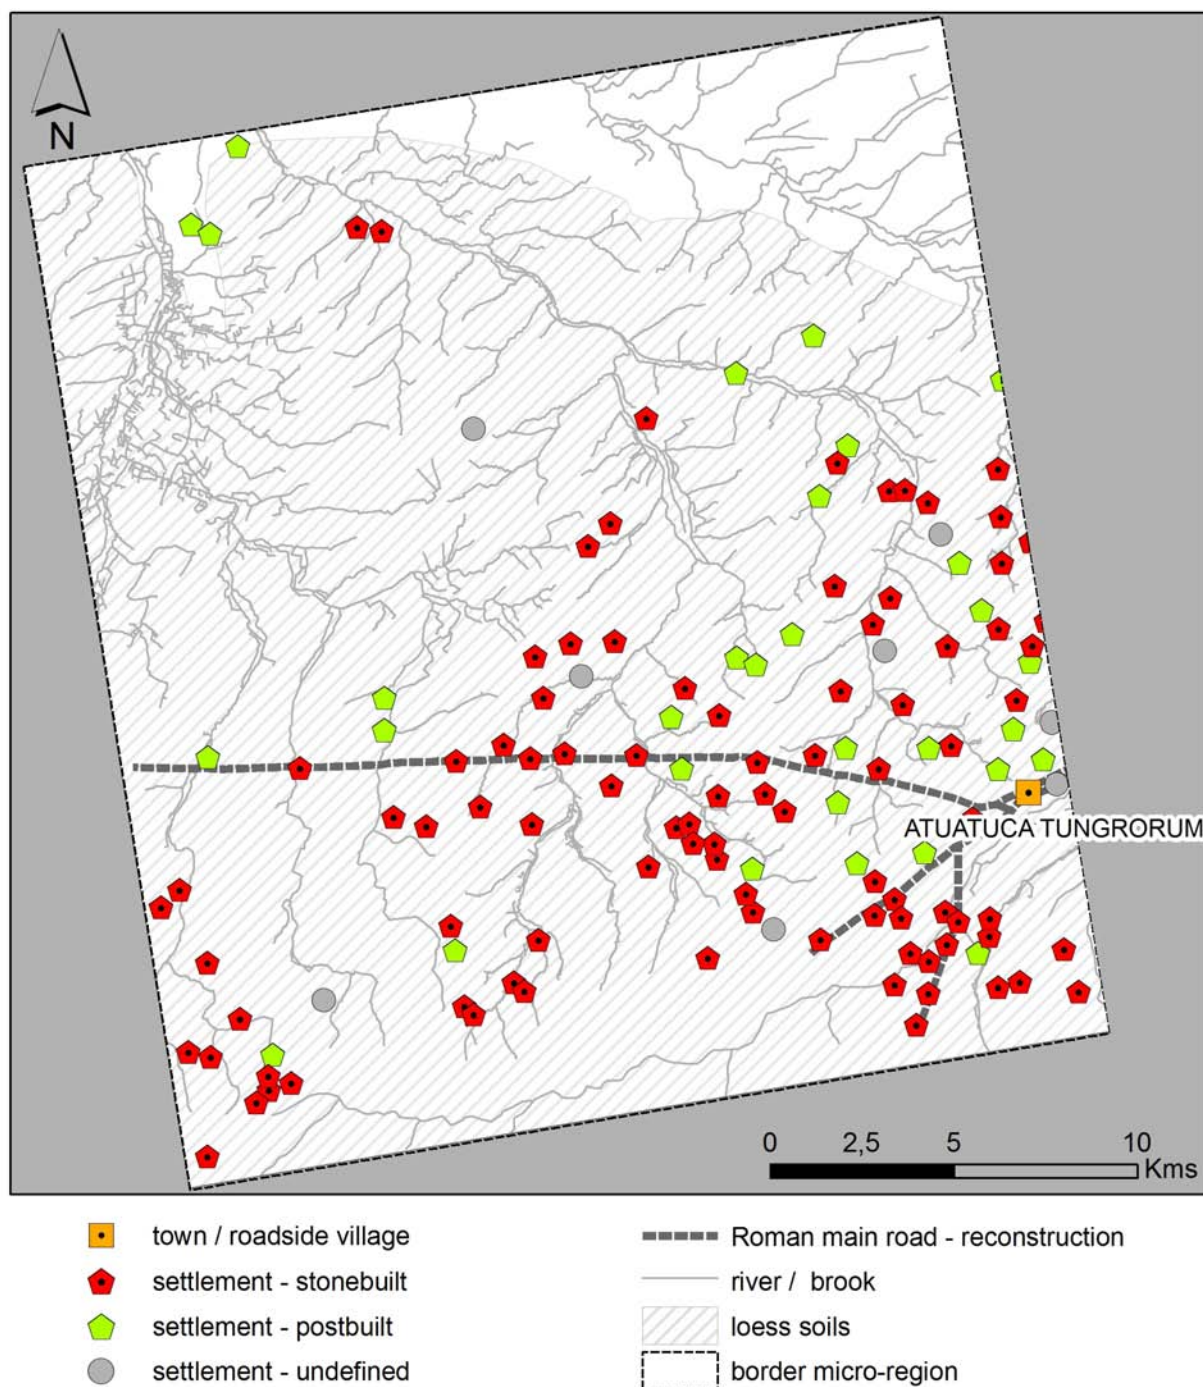 N
ATUATUCA TUNGRORUM
0 2,5 5 10
Kms
town / roadside village
settlement - stonebuilt
settlement - postbuilt
settlement - undefined
Roman main road - reconstruction
river / brook
loess soils
border micro-region